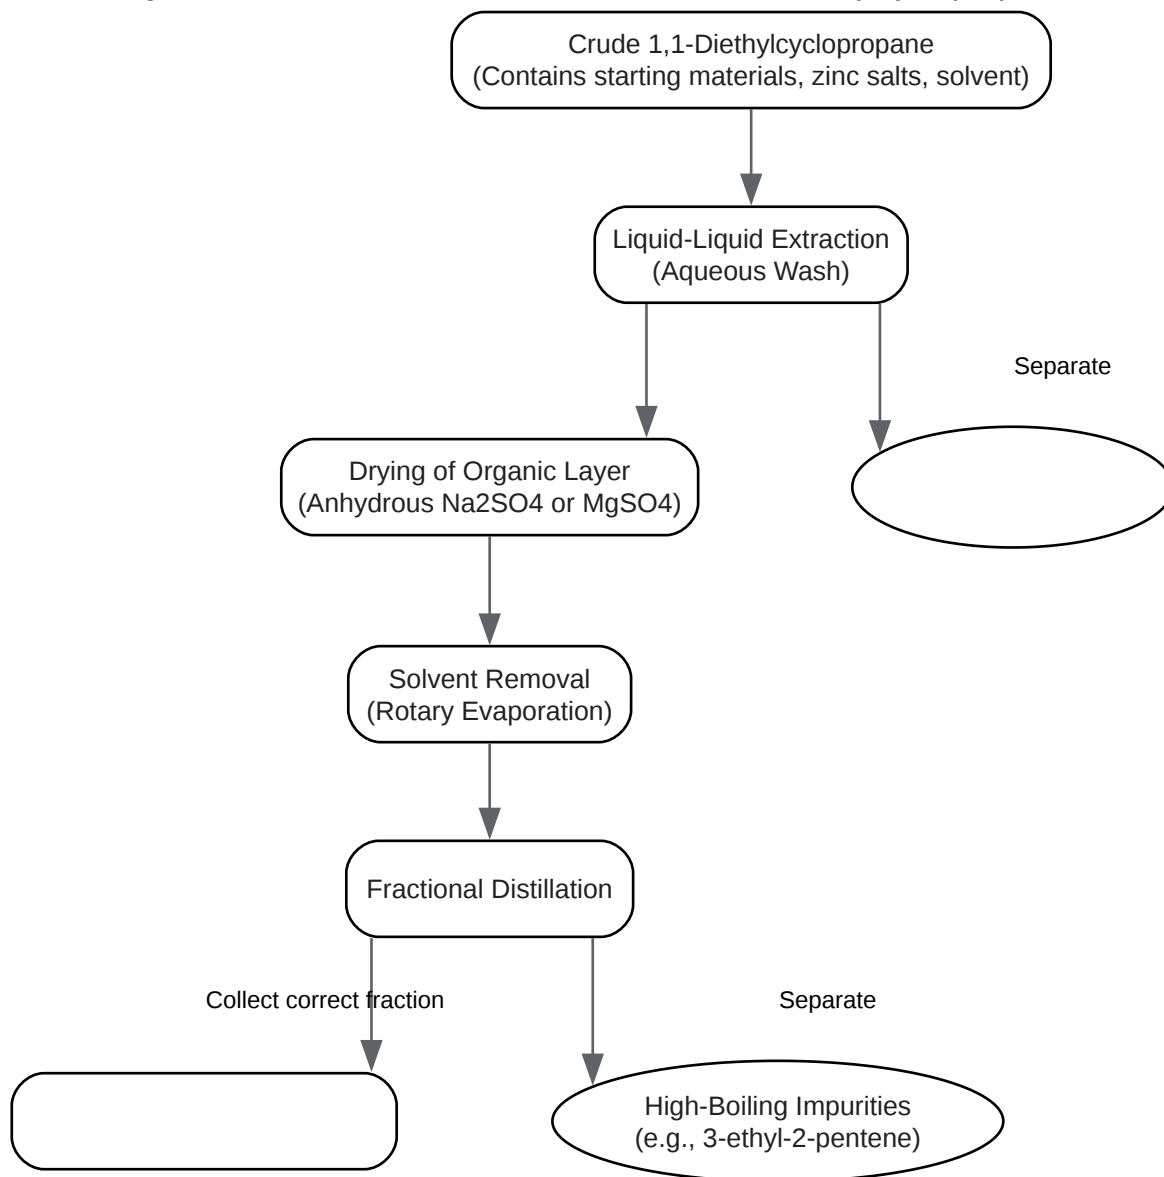 Crude 1,1-Diethylcyclopropane
(Contains starting materials, zinc salts, solvent)
Liquid-Liquid Extraction
(Aqueous Wash)
Separate
Drying of Organic Layer
(Anhydrous Na2SO4 or MgSO4)
Solvent Removal
(Rotary Evaporation)
Fractional Distillation
Collect correct fraction
Separate
High-Boiling Impurities
(e.g., 3-ethyl-2-pentene)